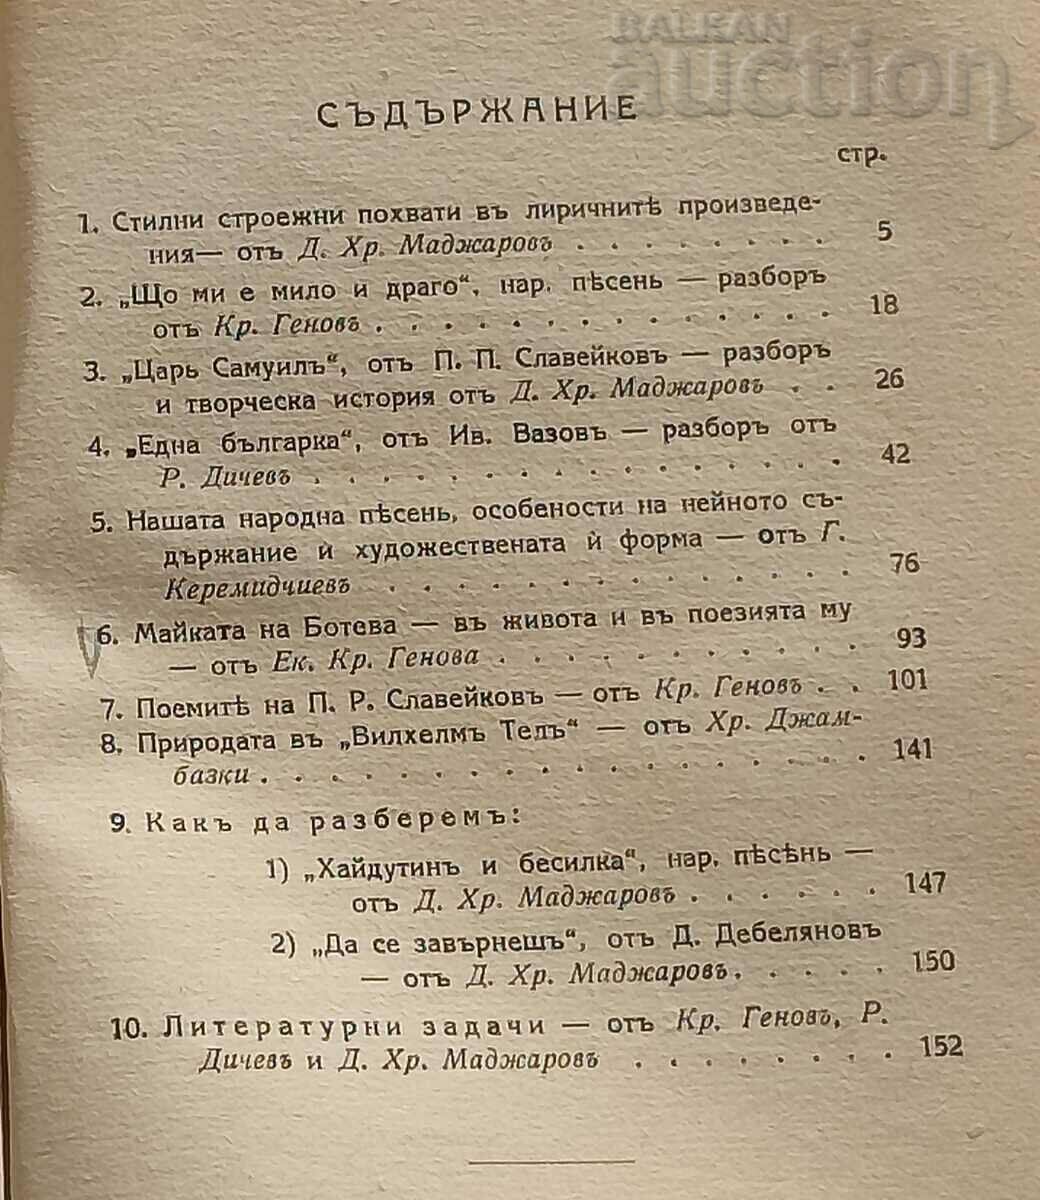 BALKAN
auction
СЪДЪРЖАНИЕ
стр.
1. Стилни строежни похвати въ лиричнитѣ произведе-
ния— отъ Д. Хр. Маджаровъ . . . . . . . . 5
2. „Що ми е мило и драго“, нар. пѣсень — разборъ
отъ Кр. Геновъ . . . . . . . . . . . . . . 18
3. „Царь Самуилъ“, отъ П. П. Славейковъ — разборъ
и творческа история отъ Д. Хр. Маджаровъ . . 26
4. „Една българка“, отъ Ив. Вазовъ — разборъ отъ
Р. Дичевъ . . . . . . . . . . . . . . . . 42
5. Нашата народна пѣсень, особености на нейното съ-
държание ѝ художествената ѝ форма — отъ Г.
Керемидчиевъ . . . . . . . . . . . . . . 76
6. Майката на Ботева — въ живота и въ поезията му
— отъ Ек. Кр. Генова . . . . . . . . . . . 93
7. Поемитѣ на П. Р. Славейковъ — отъ Кр. Геновъ . . 101
8. Природата въ „Вилхелмъ Телъ“ — отъ Хр. Джам-
базки . . . . . . . . . . . . . . . . . . 141
9. Какъ да разберемъ:
1) „Хайдутинъ и бесилка“, нар. пѣсѣнь —
отъ Д. Хр. Маджаровъ . . . . . . 147
2) „Да се завърнешъ“, отъ Д. Дебеляновъ
— отъ Д. Хр. Маджаровъ. . . . . 150
10. Литературни задачи — отъ Кр. Геновъ, Р.
Дичевъ и Д. Хр. Маджаровъ . . . . . . . . 152